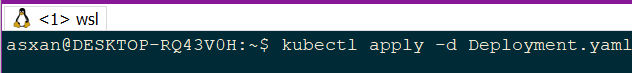 <1> wsl
asxan@DESKTOP-RQ43V0H:~$ kubectl apply -d Deployment.yaml